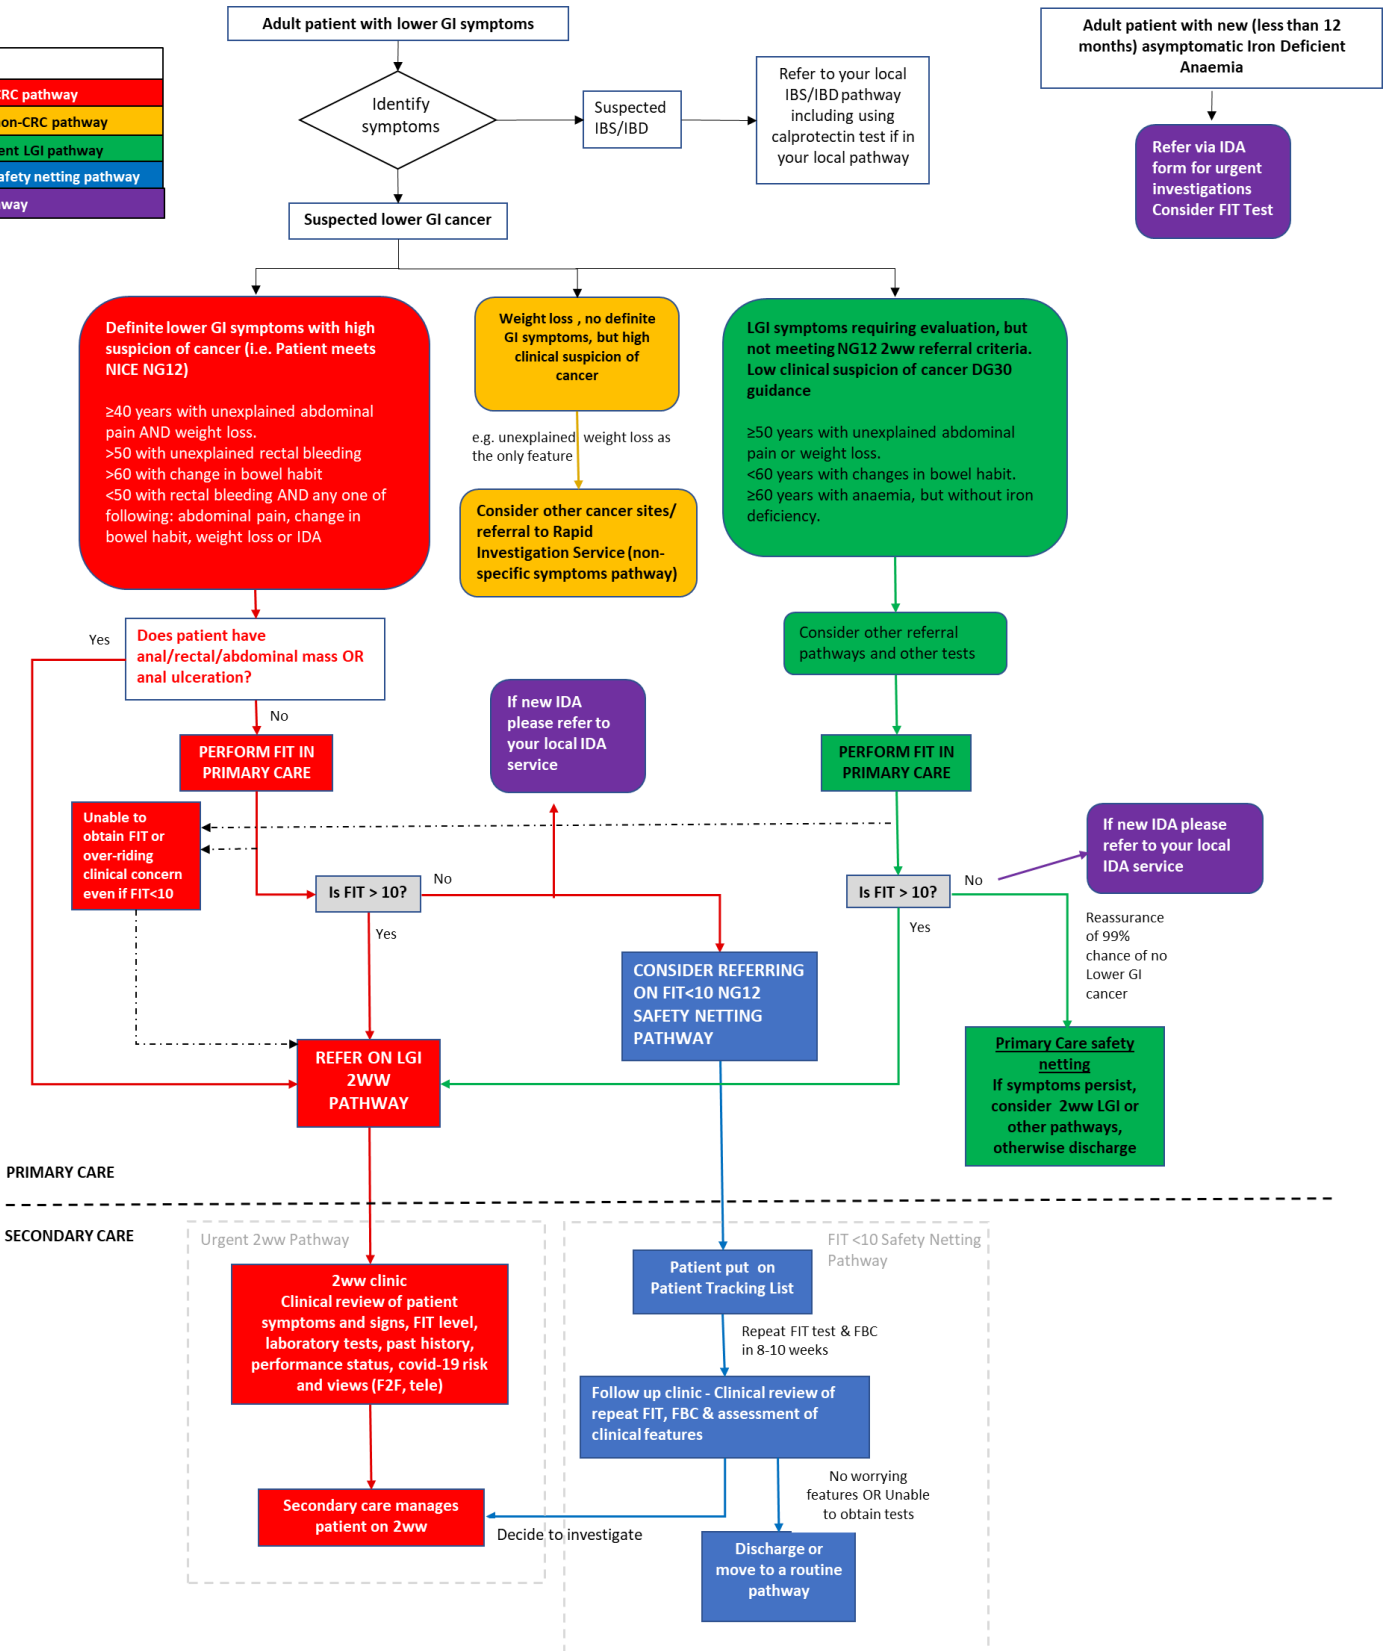 Adult patient with lower GI symptoms
Adult patient with new (less than 12
months) asymptomatic Iron Deficient
Anaemia
CRC pathway
non-CRC pathway
LGI pathway
safety netting pathway
Identify
symptoms
Suspected
IBS/IBD
Refer to your local
IBS/IBD pathway
including using
calprotectin test if in
your local pathway
Refer via IDA
form for urgent
investigations
Consider FIT Test
Suspected lower GI cancer
Definite lower GI symptoms with high
suspicion of cancer (i.e. Patient meets
NICE NG12)
≥40 years with unexplained abdominal
pain AND weight loss.
>50 with unexplained rectal bleeding
>60 with change in bowel habit
<50 with rectal bleeding AND any one of
following: abdominal pain, change in
bowel habit, weight loss or IDA
Weight loss , no definite
GI symptoms, but high
clinical suspicion of
cancer
e.g. unexplained weight loss as
the only feature
Consider other cancer sites/
referral to Rapid
Investigation Service (non-
specific symptoms pathway)
LGI symptoms requiring evaluation, but
not meeting NG12 2ww referral criteria.
Low clinical suspicion of cancer DG30
guidance
≥50 years with unexplained abdominal
pain or weight loss.
<60 years with changes in bowel habit.
≥60 years with anaemia, but without iron
deficiency.
Yes
Does patient have
anal/rectal/abdominal mass OR
anal ulceration?
No
Consider other referral
pathways and other tests
If new IDA
please refer to
your local IDA
service
PERFORM FIT IN
PRIMARY CARE
PERFORM FIT IN
PRIMARY CARE
Unable to
obtain FIT or
over-riding
clinical concern
even if FIT<10
If new IDA please
refer to your local
IDA service
Is FIT > 10?
No
Yes
Is FIT > 10?
No
Yes
Reassurance
of 99%
chance of no
Lower GI
cancer
CONSIDER REFERRING
ON FIT<10 NG12
SAFETY NETTING
PATHWAY
REFER ON LGI
2WW
PATHWAY
Primary Care safety
netting
If symptoms persist,
consider 2ww LGI or
other pathways,
otherwise discharge
PRIMARY CARE
SECONDARY CARE
Urgent 2ww Pathway
FIT <10 Safety Netting
Pathway
2ww clinic
Clinical review of patient
symptoms and signs, FIT level,
laboratory tests, past history,
performance status, covid-19 risk
and views (F2F, tele)
Patient put on
Patient Tracking List
Repeat FIT test & FBC
in 8-10 weeks
Follow up clinic - Clinical review of
repeat FIT, FBC & assessment of
clinical features
No worrying
features OR Unable
to obtain tests
Secondary care manages
patient on 2ww
Decide to investigate
Discharge or
move to a routine
pathway